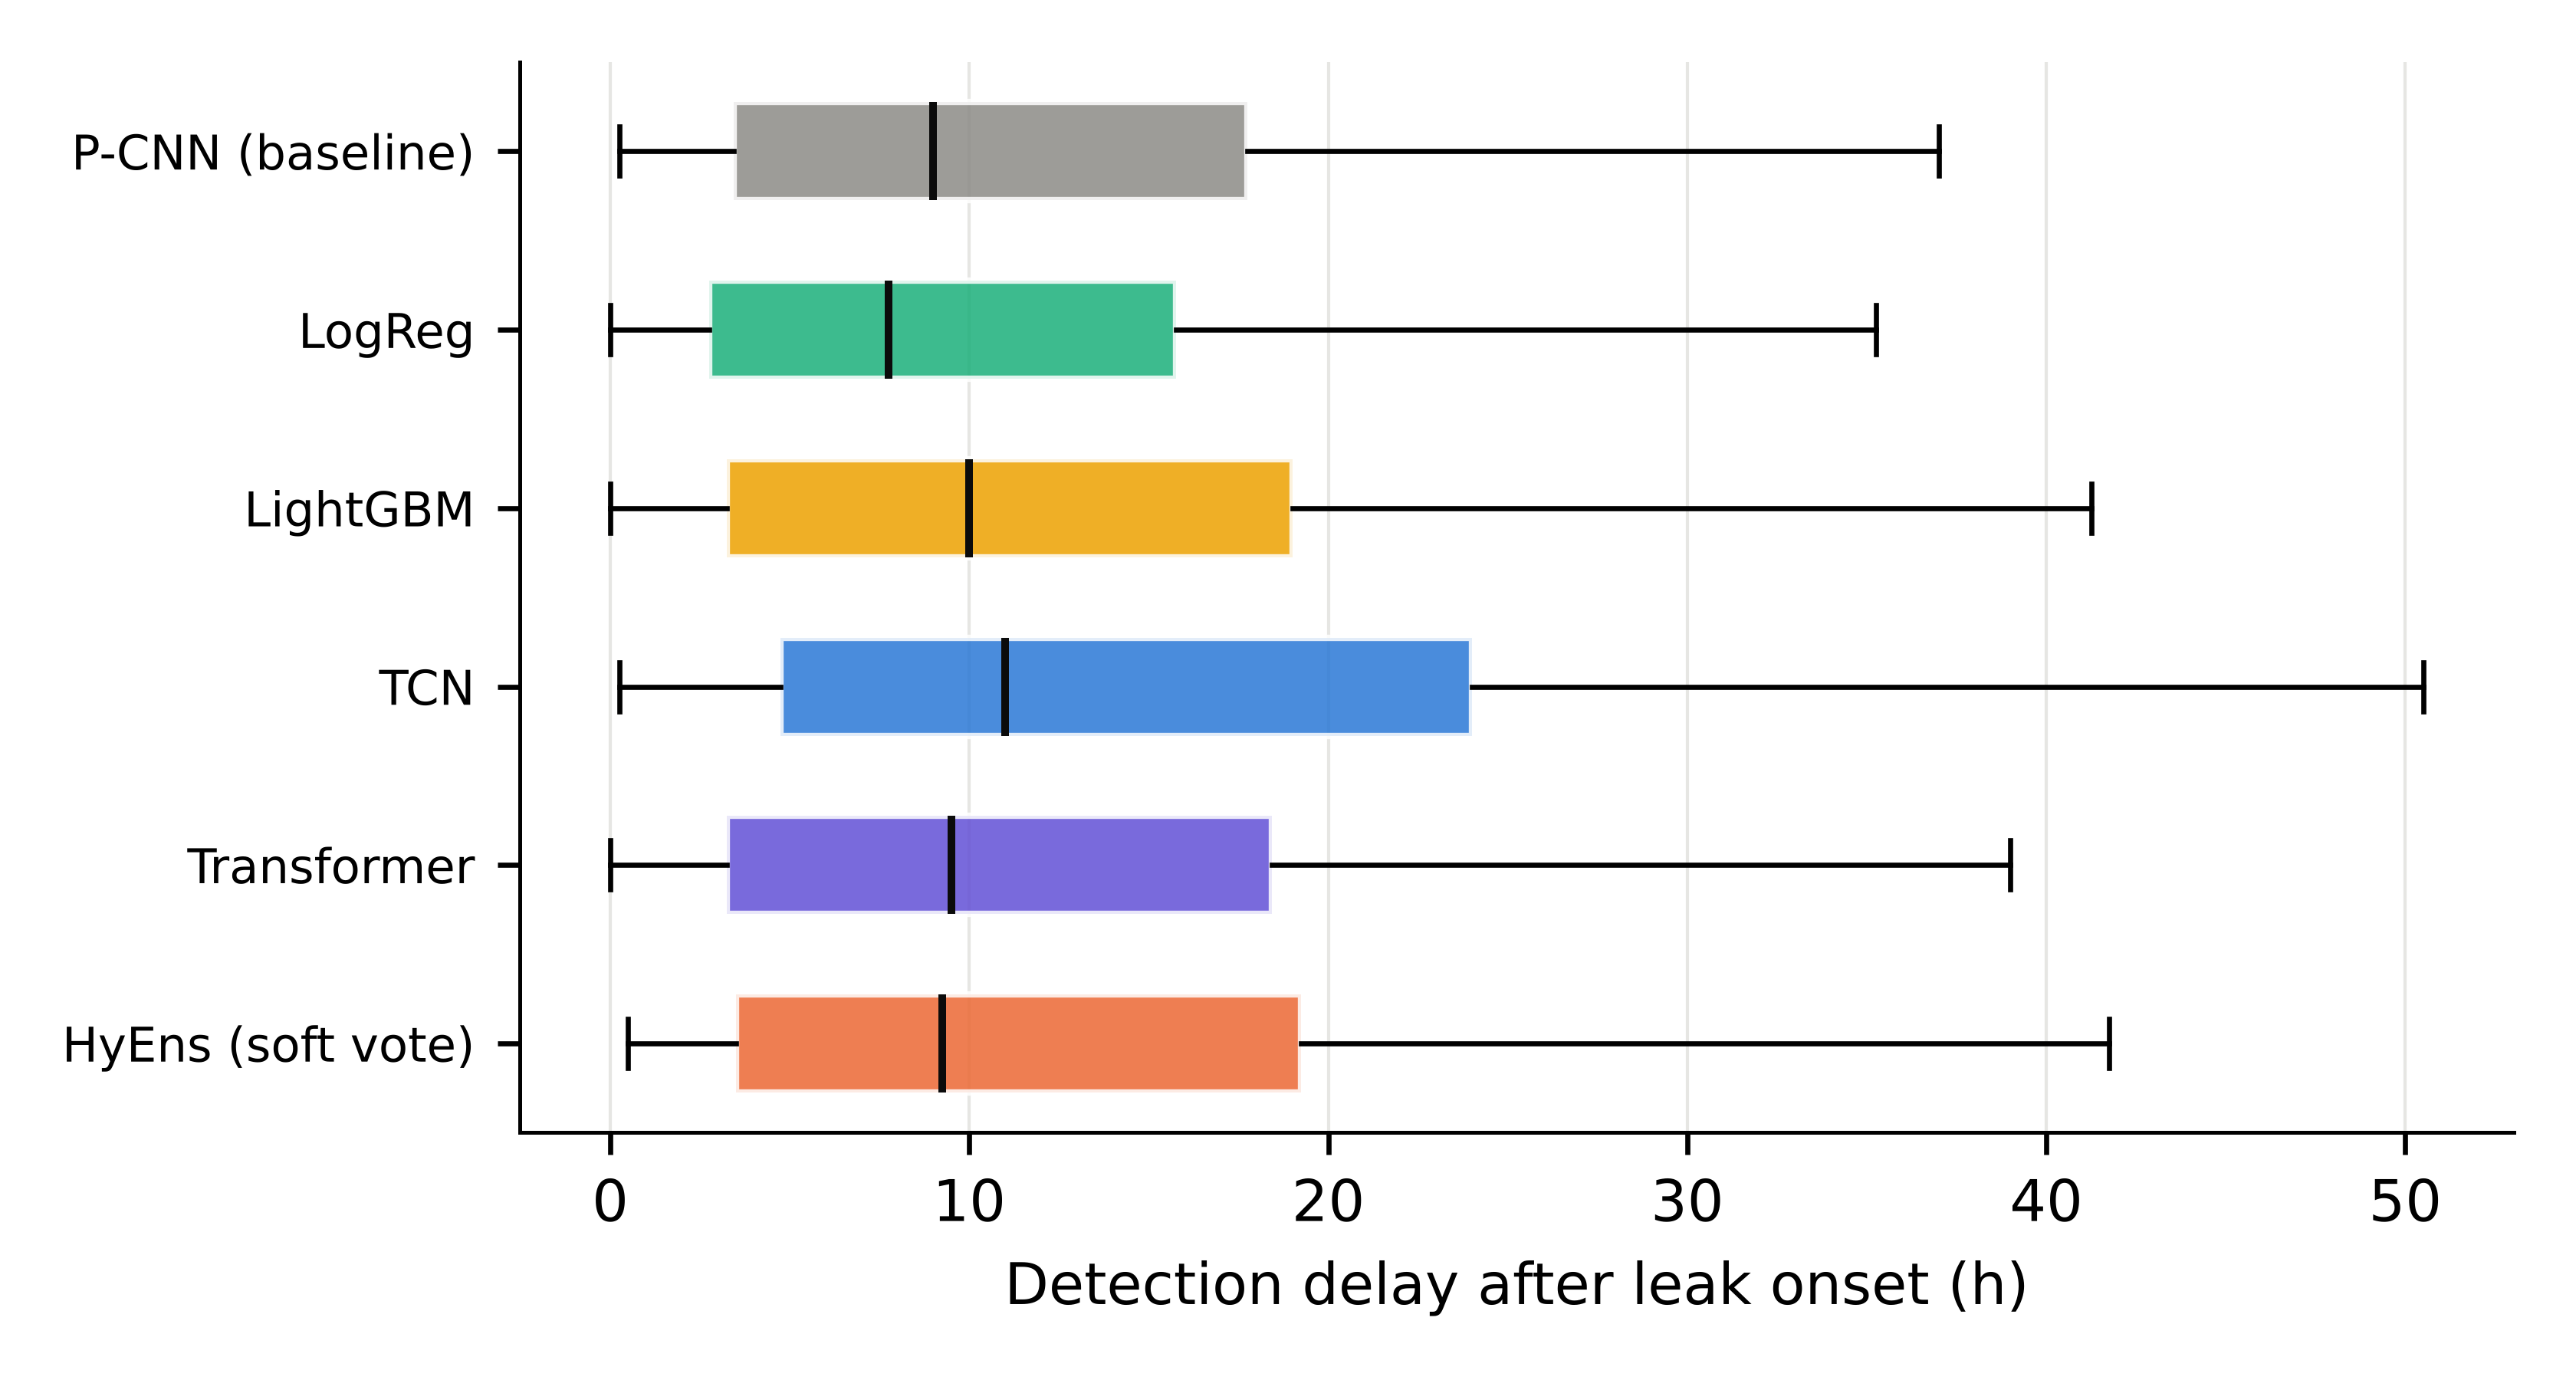 P-CNN (baseline)
LogReg
LightGBM
TCN
Transformer
HyEns (soft vote)
0 10 20 30 40 50
Detection delay after leak onset (h)